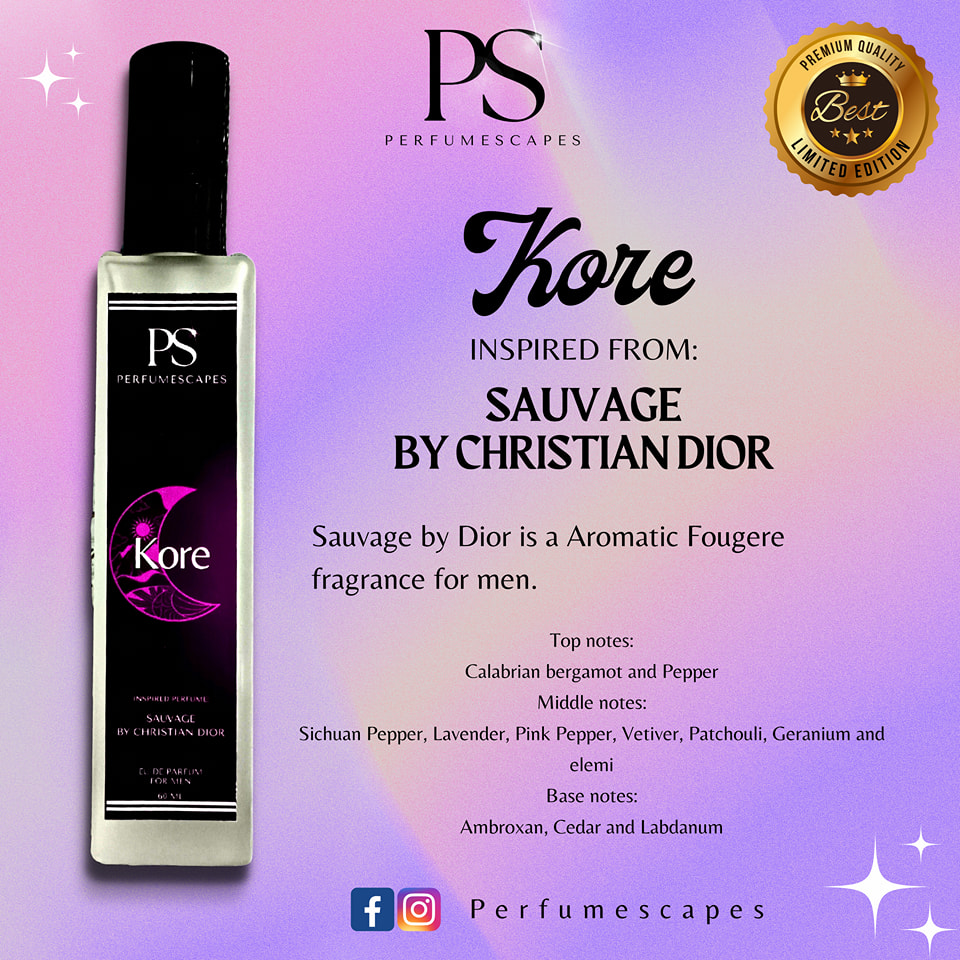 PS
PERFUMESCAPES
PREMIUM QUALITY
Best
LIMITED EDITION
Kore
INSPIRED FROM:
SAUVAGE
BY CHRISTIAN DIOR
Sauvage by Dior is a Aromatic Fougere
fragrance for men.
Top notes:
Calabrian bergamot and Pepper
Middle notes:
Sichuan Pepper, Lavender, Pink Pepper, Vetiver, Patchouli, Geranium and
elemi
Base notes:
Ambroxan, Cedar and Labdanum
Perfumescapes
PS
PERFUMESCAPES
Kore
INSPIRED PERFUME
SAUVAGE
BY CHRISTIAN DIOR
DE PARFUM
FOR MEN
60 ML